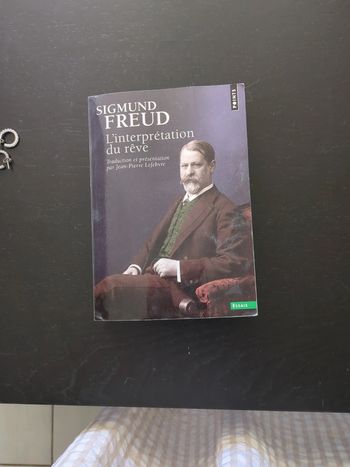 POINTS
SIGMUND
FREUD
L'interprétation
du rêve
Traduction et présentation
par Jean-Pierre Lefebvre
ESSAIS